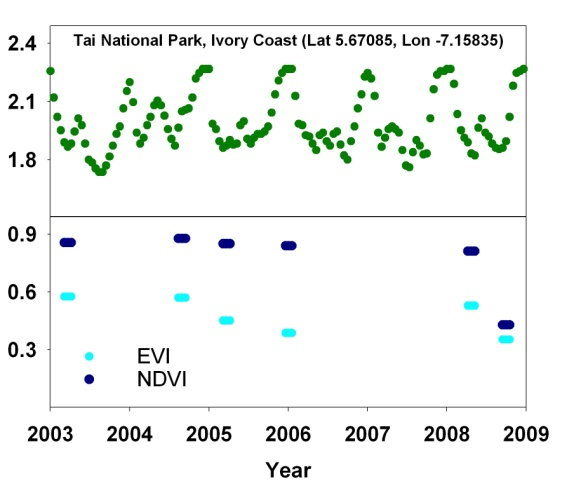 Tai National Park, Ivory Coast (Lat 5.67085, Lon -7.15835)
2.4
2.1
1.8
0.9
0.6
0.3
EVI
NDVI
2003 2004 2005 2006 2007 2008 2009
Year